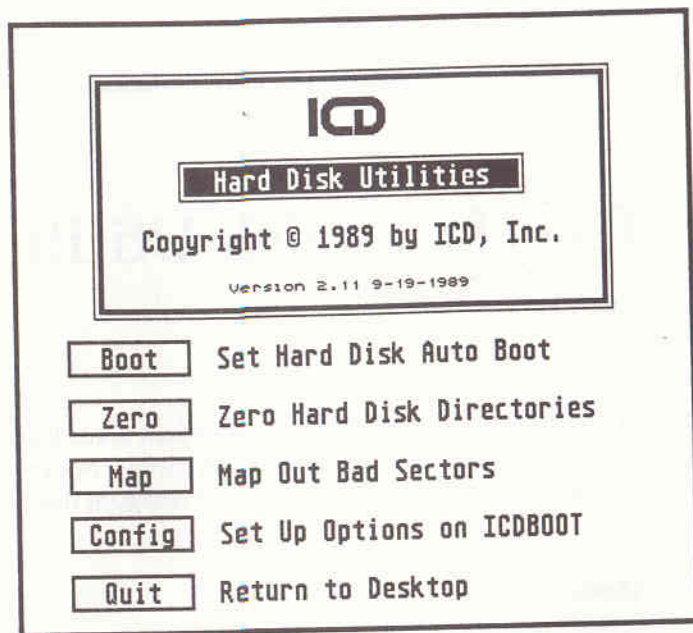 ICD
Hard Disk Utilities
Copyright © 1989 by ICD, Inc.
Version 2.11 9-19-1989
Boot Set Hard Disk Auto Boot
Zero Zero Hard Disk Directories
Map Map Out Bad Sectors
Config Set Up Options on ICDBOOT
Quit Return to Desktop